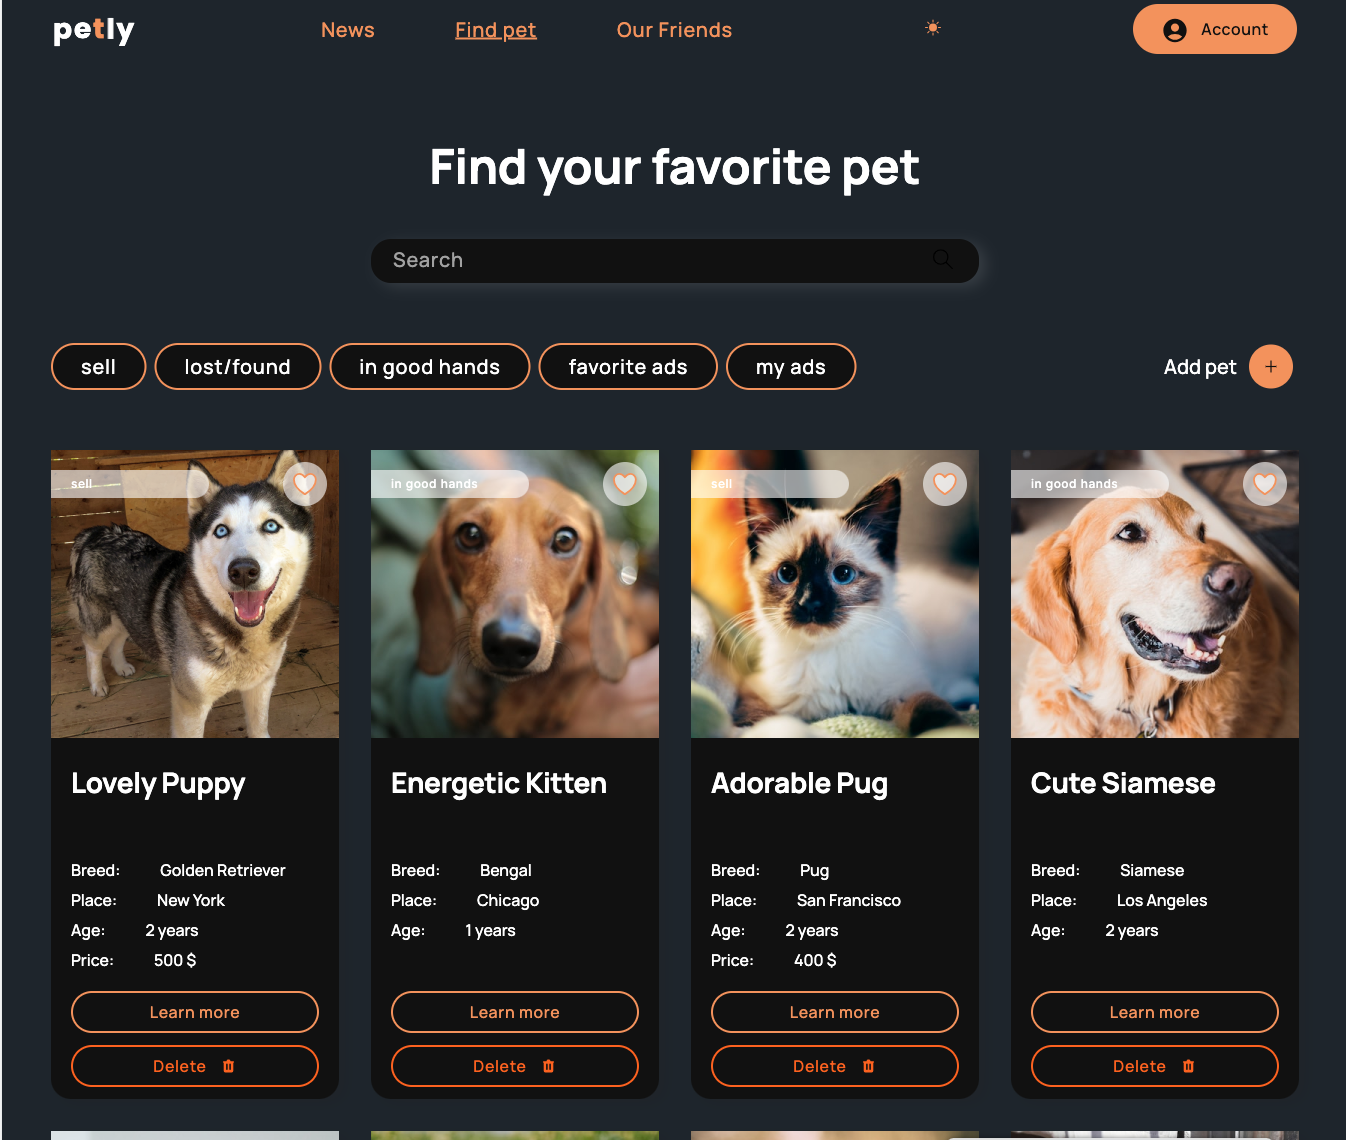 petly
News
Find pet
Our Friends
Account
Find your favorite pet
Search
sell
lost/found
in good hands
favorite ads
my ads
Add pet
sell
in good hands
sell
in good hands
Lovely Puppy
Breed: Golden Retriever
Place: New York
Age: 2 years
Price: 500 $
Learn more
Delete
Energetic Kitten
Breed: Bengal
Place: Chicago
Age: 1 years
Learn more
Delete
Adorable Pug
Breed: Pug
Place: San Francisco
Age: 2 years
Price: 400 $
Learn more
Delete
Cute Siamese
Breed: Siamese
Place: Los Angeles
Age: 2 years
Learn more
Delete